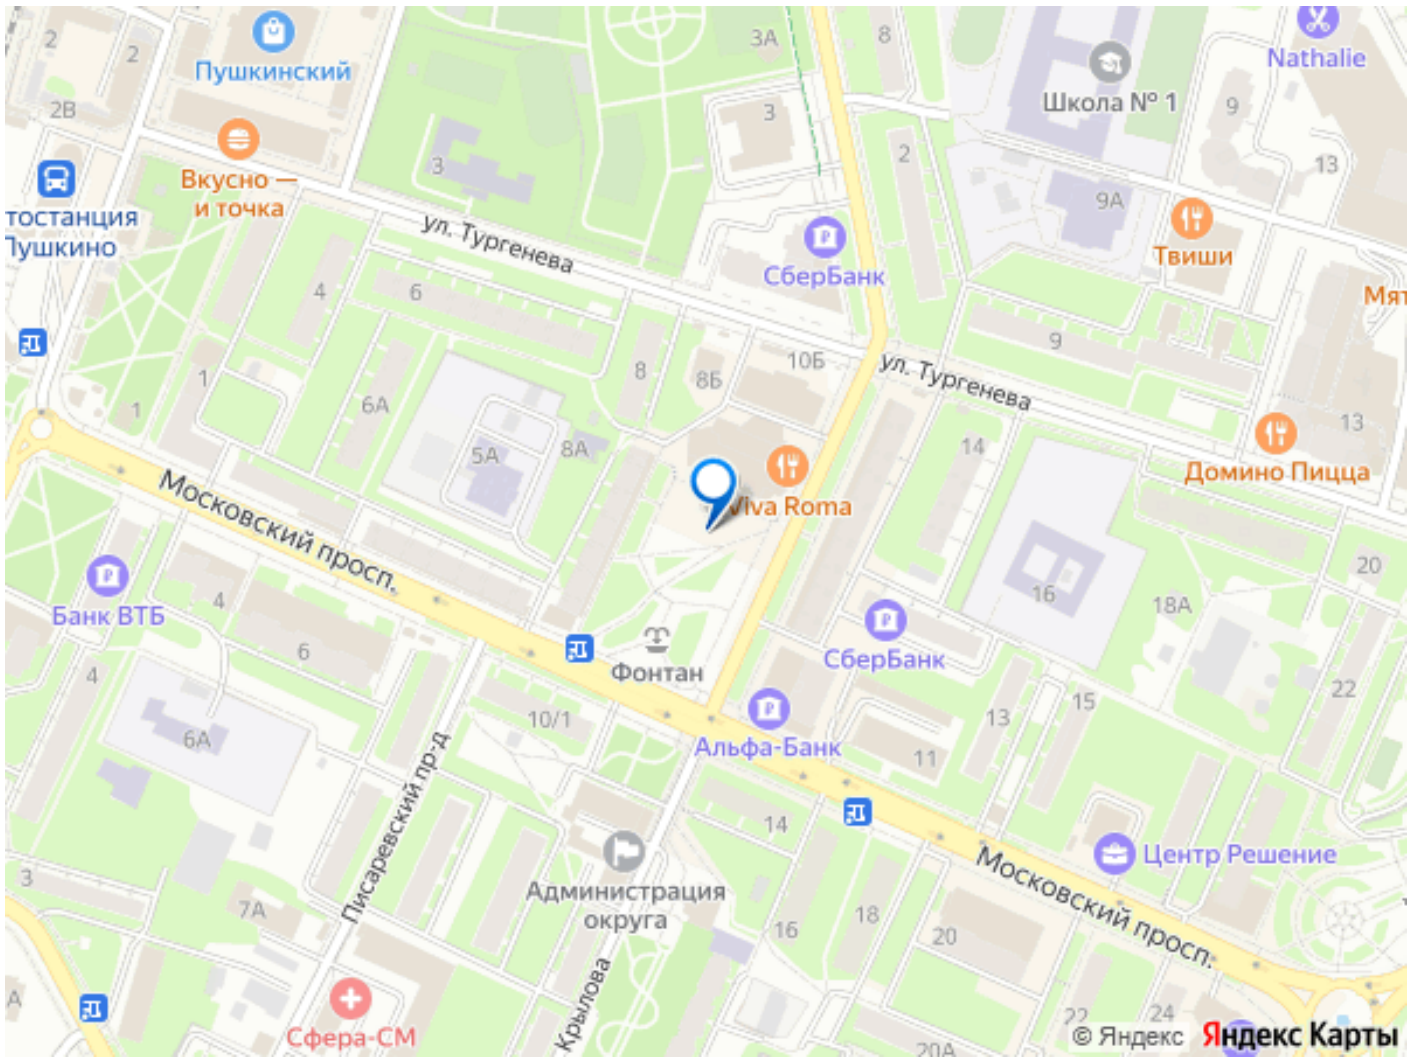 2
2
2В
Пушкинский
3А
8
Nathalie
Школа № 1
9
3
13
2
3
Вкусно —
и точка
тостанция
Пушкино
9А
Твиши
ул. Тургенева
СберБанк
4
6
Мят
9
10Б
8
8Б
1
1
6А
ул. Тургенева
14
13
5А
8А
Домино Пицца
Viva Roma
Московский просп.
20
16
18А
Банк ВТБ
4
6
Фонтан
СберБанк
4
22
15
13
10/1
6А
Альфа-Банк
11
Писаревский пр-д
14
Центр Решение
Московский просп.
3
Администрация
округа
7А
18
16
20
Крылова
А
Сфера-СМ
22
24
20А
© Яндекс
Яндекс Карты